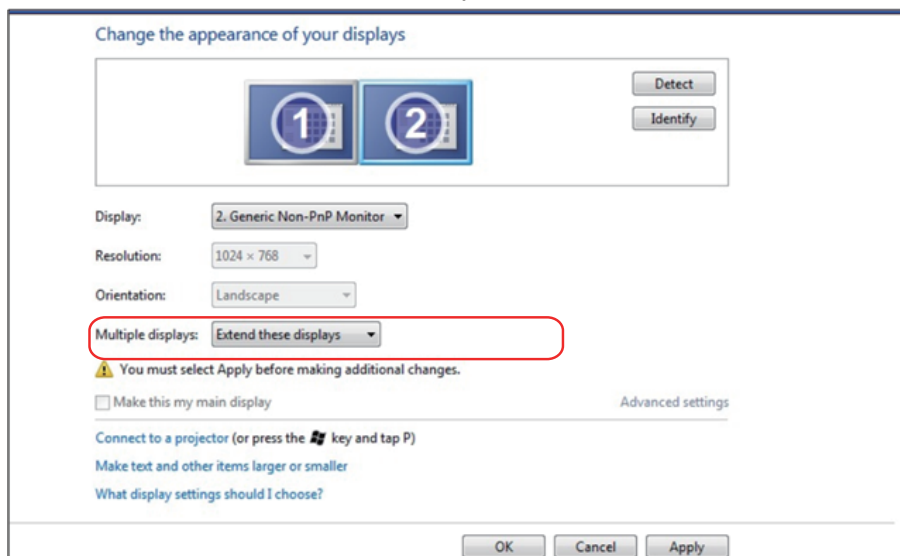 Change the appearance of your displays
1 2
Detect
Identify
Display: 2. Generic Non-PnP Monitor
Resolution: 1024 × 768
Orientation: Landscape
Multiple displays: Extend these displays
You must select Apply before making additional changes.
Make this my main display Advanced settings
Connect to a projector (or press the key and tap P)
Make text and other items larger or smaller
What display settings should I choose?
OK Cancel Apply